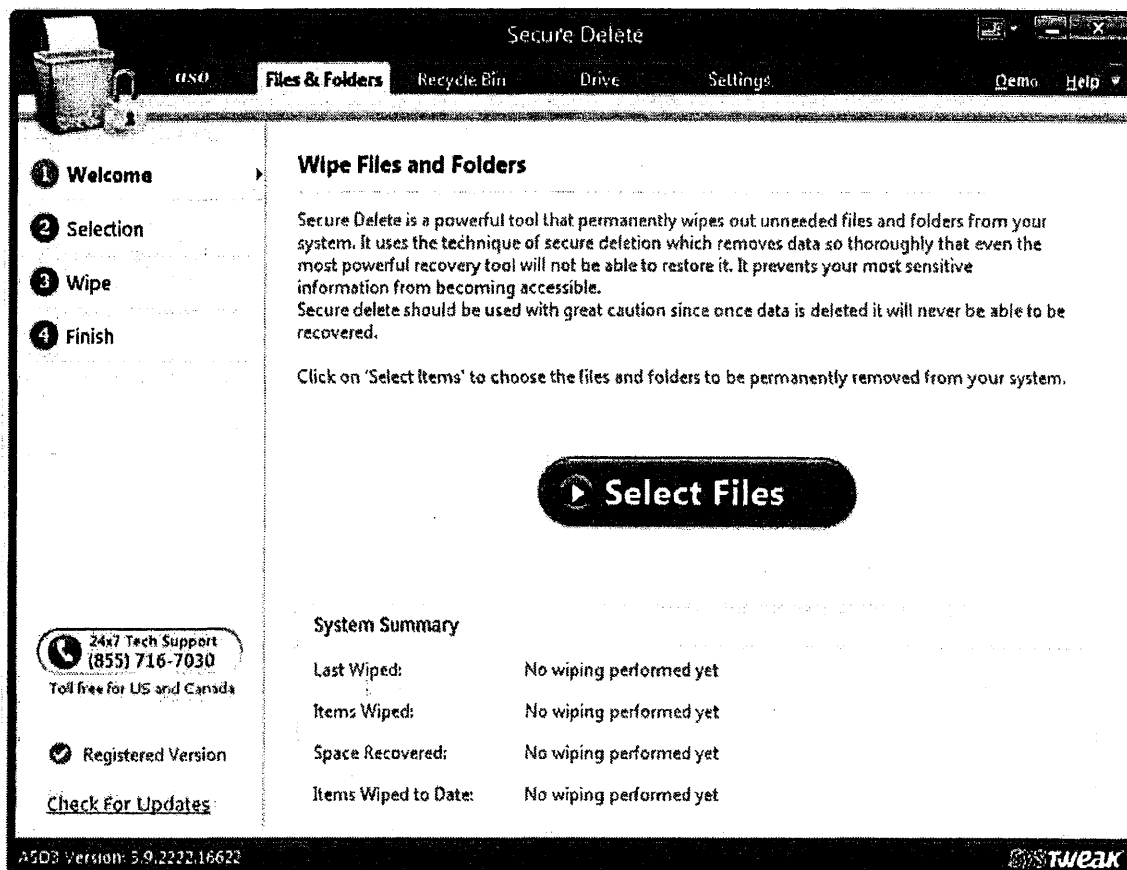 Secure Delete
aso Files & Folders Recycle Bin Drive Settings Demo Help
1 Welcome
2 Selection
3 Wipe
4 Finish
Wipe Files and Folders
Secure Delete is a powerful tool that permanently wipes out unneeded files and folders from your
system. It uses the technique of secure deletion which removes data so thoroughly that even the
most powerful recovery tool will not be able to restore it. It prevents your most sensitive
information from becoming accessible.
Secure delete should be used with great caution since once data is deleted it will never be able to be
recovered.
Click on 'Select Items' to choose the files and folders to be permanently removed from your system.
Select Files
System Summary
Last Wiped: No wiping performed yet
Items Wiped: No wiping performed yet
Space Recovered: No wiping performed yet
Items Wiped to Date: No wiping performed yet
24x7 Tech Support
(855) 716-7030
Toll free for US and Canada
Registered Version
Check For Updates
ASO3 Version: 3.9.2222.16622
SYSTweak